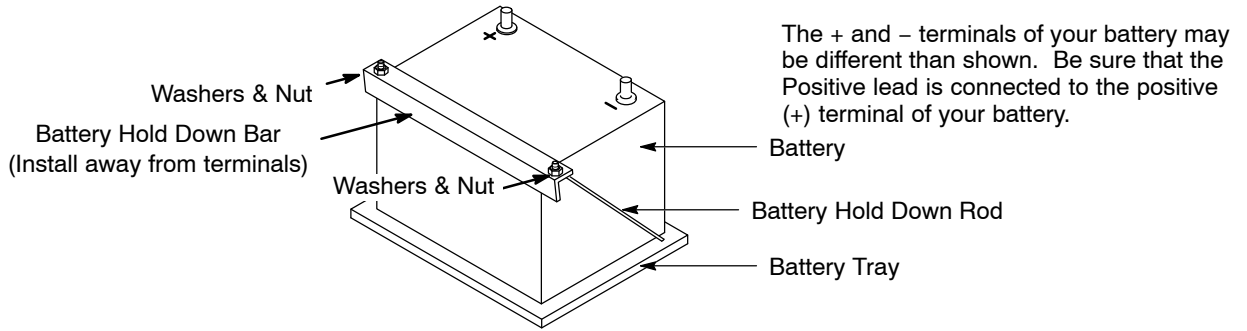 The + and − terminals of your battery may
be different than shown.  Be sure that the
Positive lead is connected to the positive
(+) terminal of your battery.
+
−
Washers & Nut
Battery Hold Down Bar
(Install away from terminals)
Washers & Nut
Battery
Battery Hold Down Rod
Battery Tray